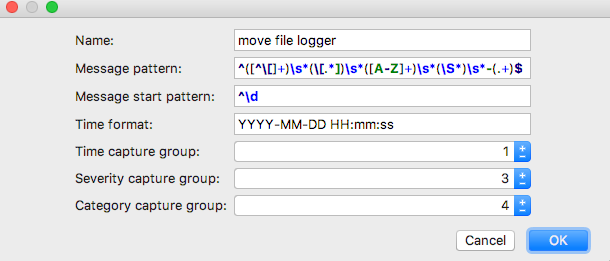 Name: move file logger
Message pattern: ^([^\[]+)\s*(\[.*])\s*([A-Z]+)\s*(\S*)\s*-(.+)$
Message start pattern: ^\d
Time format: YYYY-MM-DD HH:mm:ss
Time capture group: 1
Severity capture group: 3
Category capture group: 4
Cancel OK